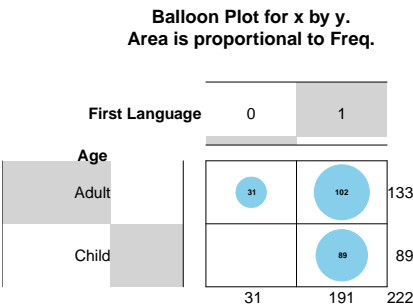 Balloon Plot for x by y.
Area is proportional to Freq.
First Language 0 1
Age
Adult 31 102 133
Child 89 89
31 191 222